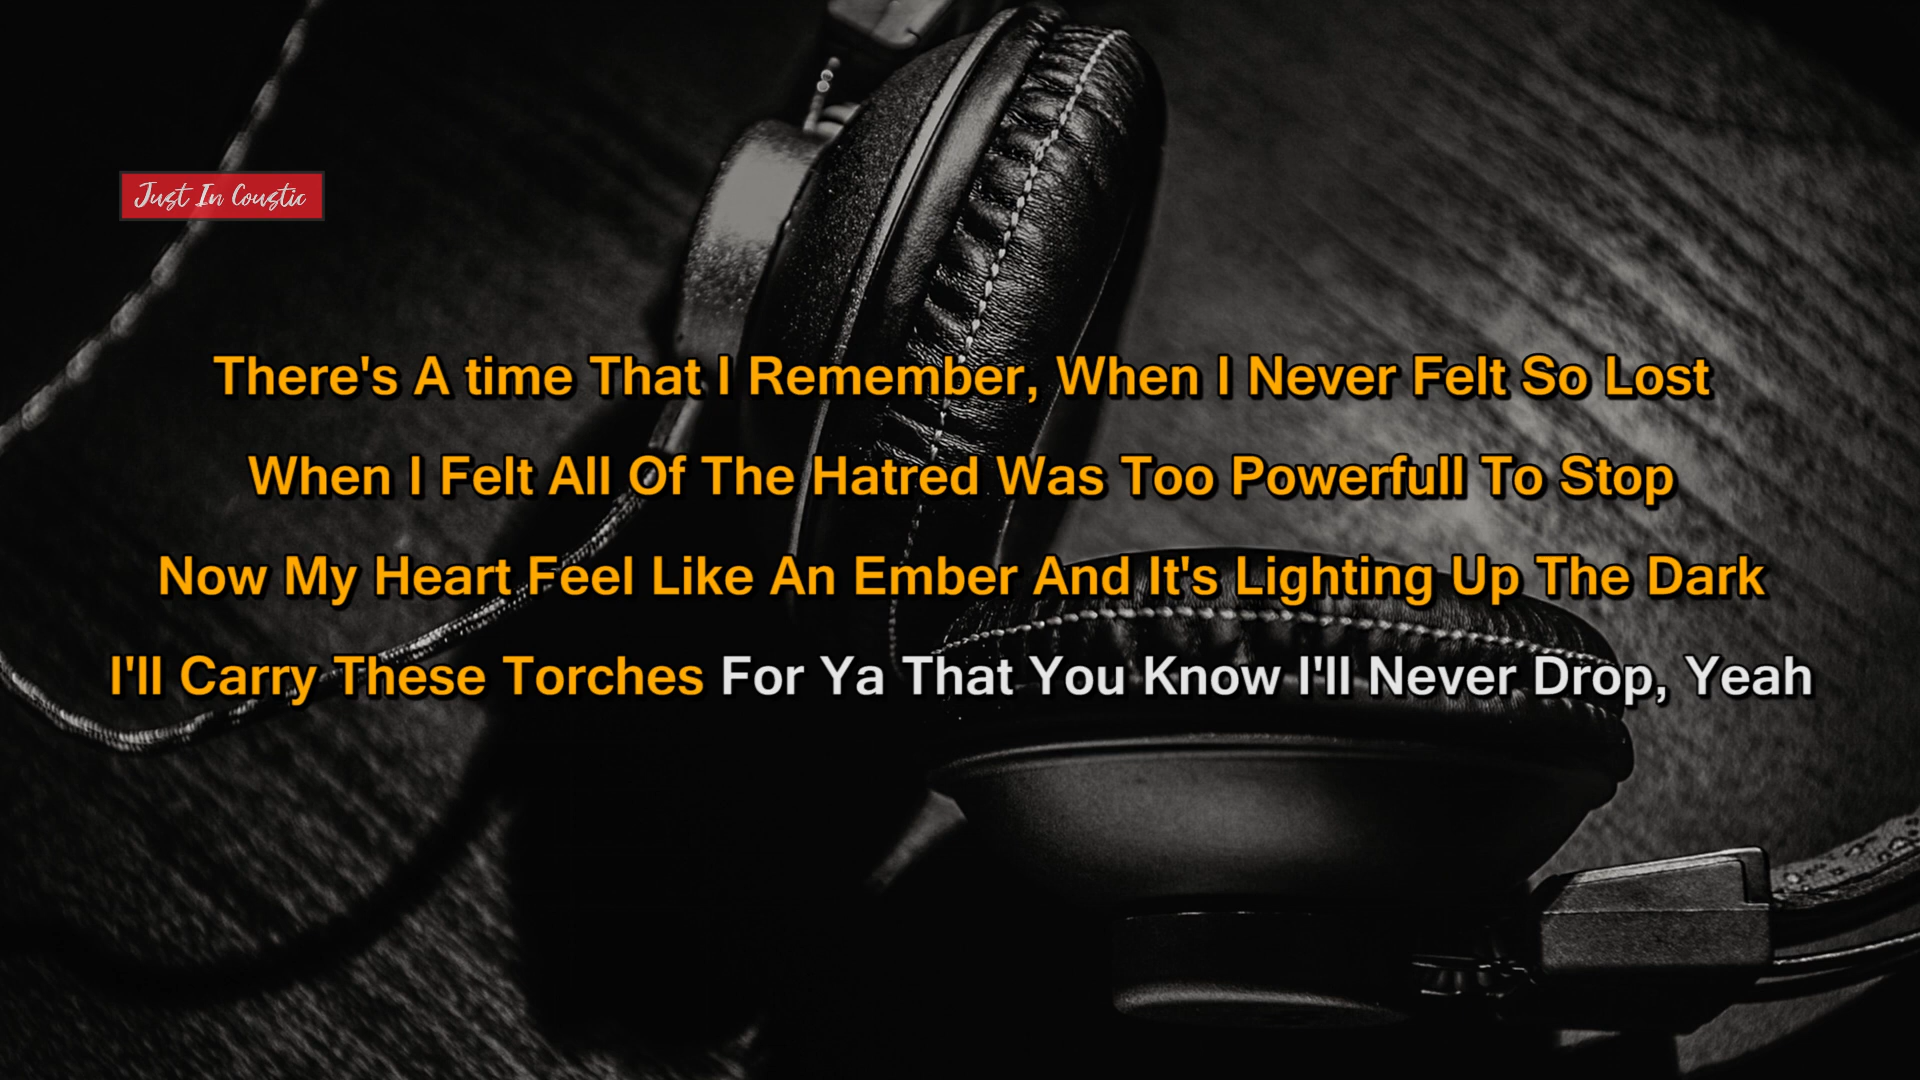 Just In Coustic
There's A time That I Remember, When I Never Felt So Lost
When I Felt All Of The Hatred Was Too Powerfull To Stop
Now My Heart Feel Like An Ember And It's Lighting Up The Dark
I'll Carry These Torches For Ya That You Know I'll Never Drop, Yeah